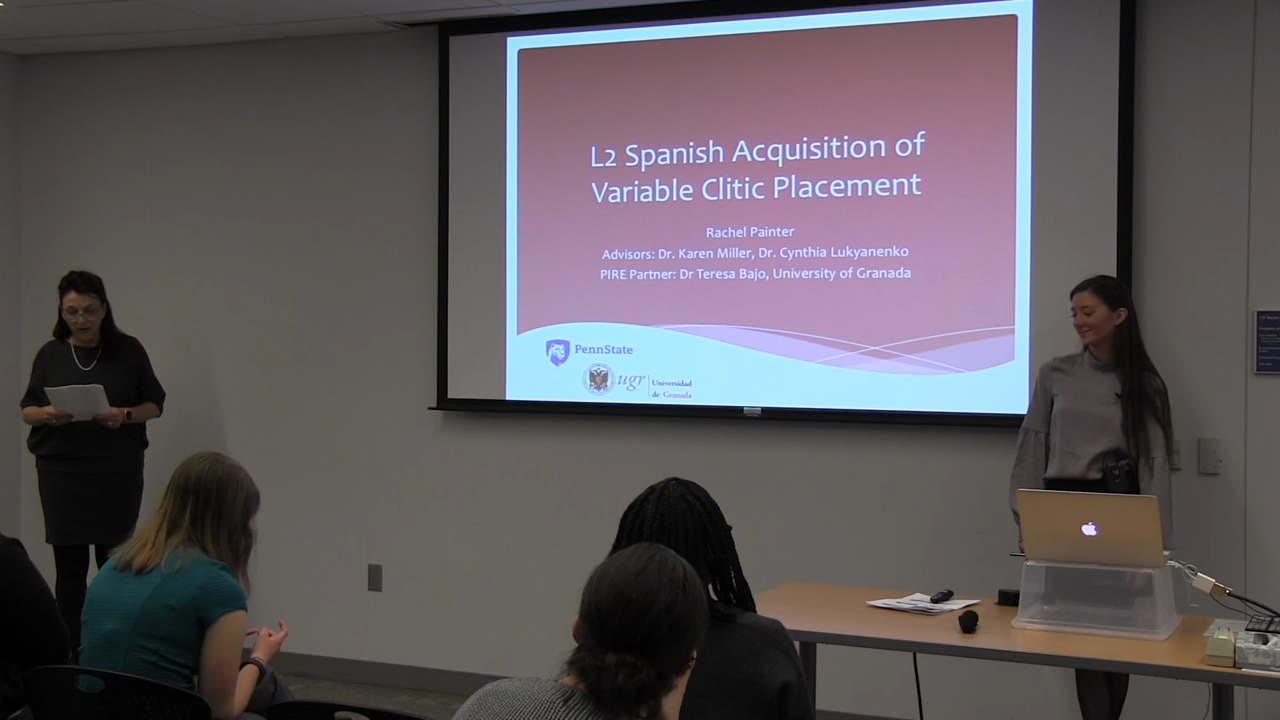 L2 Spanish Acquisition of
Variable Clitic Placement
Rachel Painter
Advisors: Dr. Karen Miller, Dr. Cynthia Lukyanenko
PIRE Partner: Dr Teresa Bajo, University of Granada
PennState
ugr Universidad
de Granada